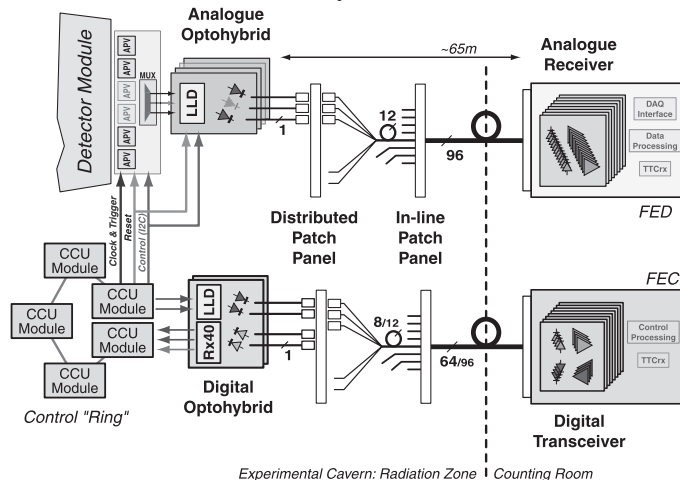 Analogue
Optohybrid
~65m
Analogue
Receiver
Detector Module
APV
APV
APV
APV
APV
APV
MUX
LLD
1
12
96
DAQ
Interface
Data
Processing
TTCrx
FED
Distributed
Patch
Panel
In-line
Patch
Panel
Clock & Trigger
Reset
Control (I2C)
CCU
Module
CCU
Module
CCU
Module
CCU
Module
CCU
Module
Control "Ring"
LLD
Rx40
1
Digital
Optohybrid
8/12
64/96
FEC
Control
Processing
TTCrx
Digital
Transceiver
Experimental Cavern: Radiation Zone
Counting Room